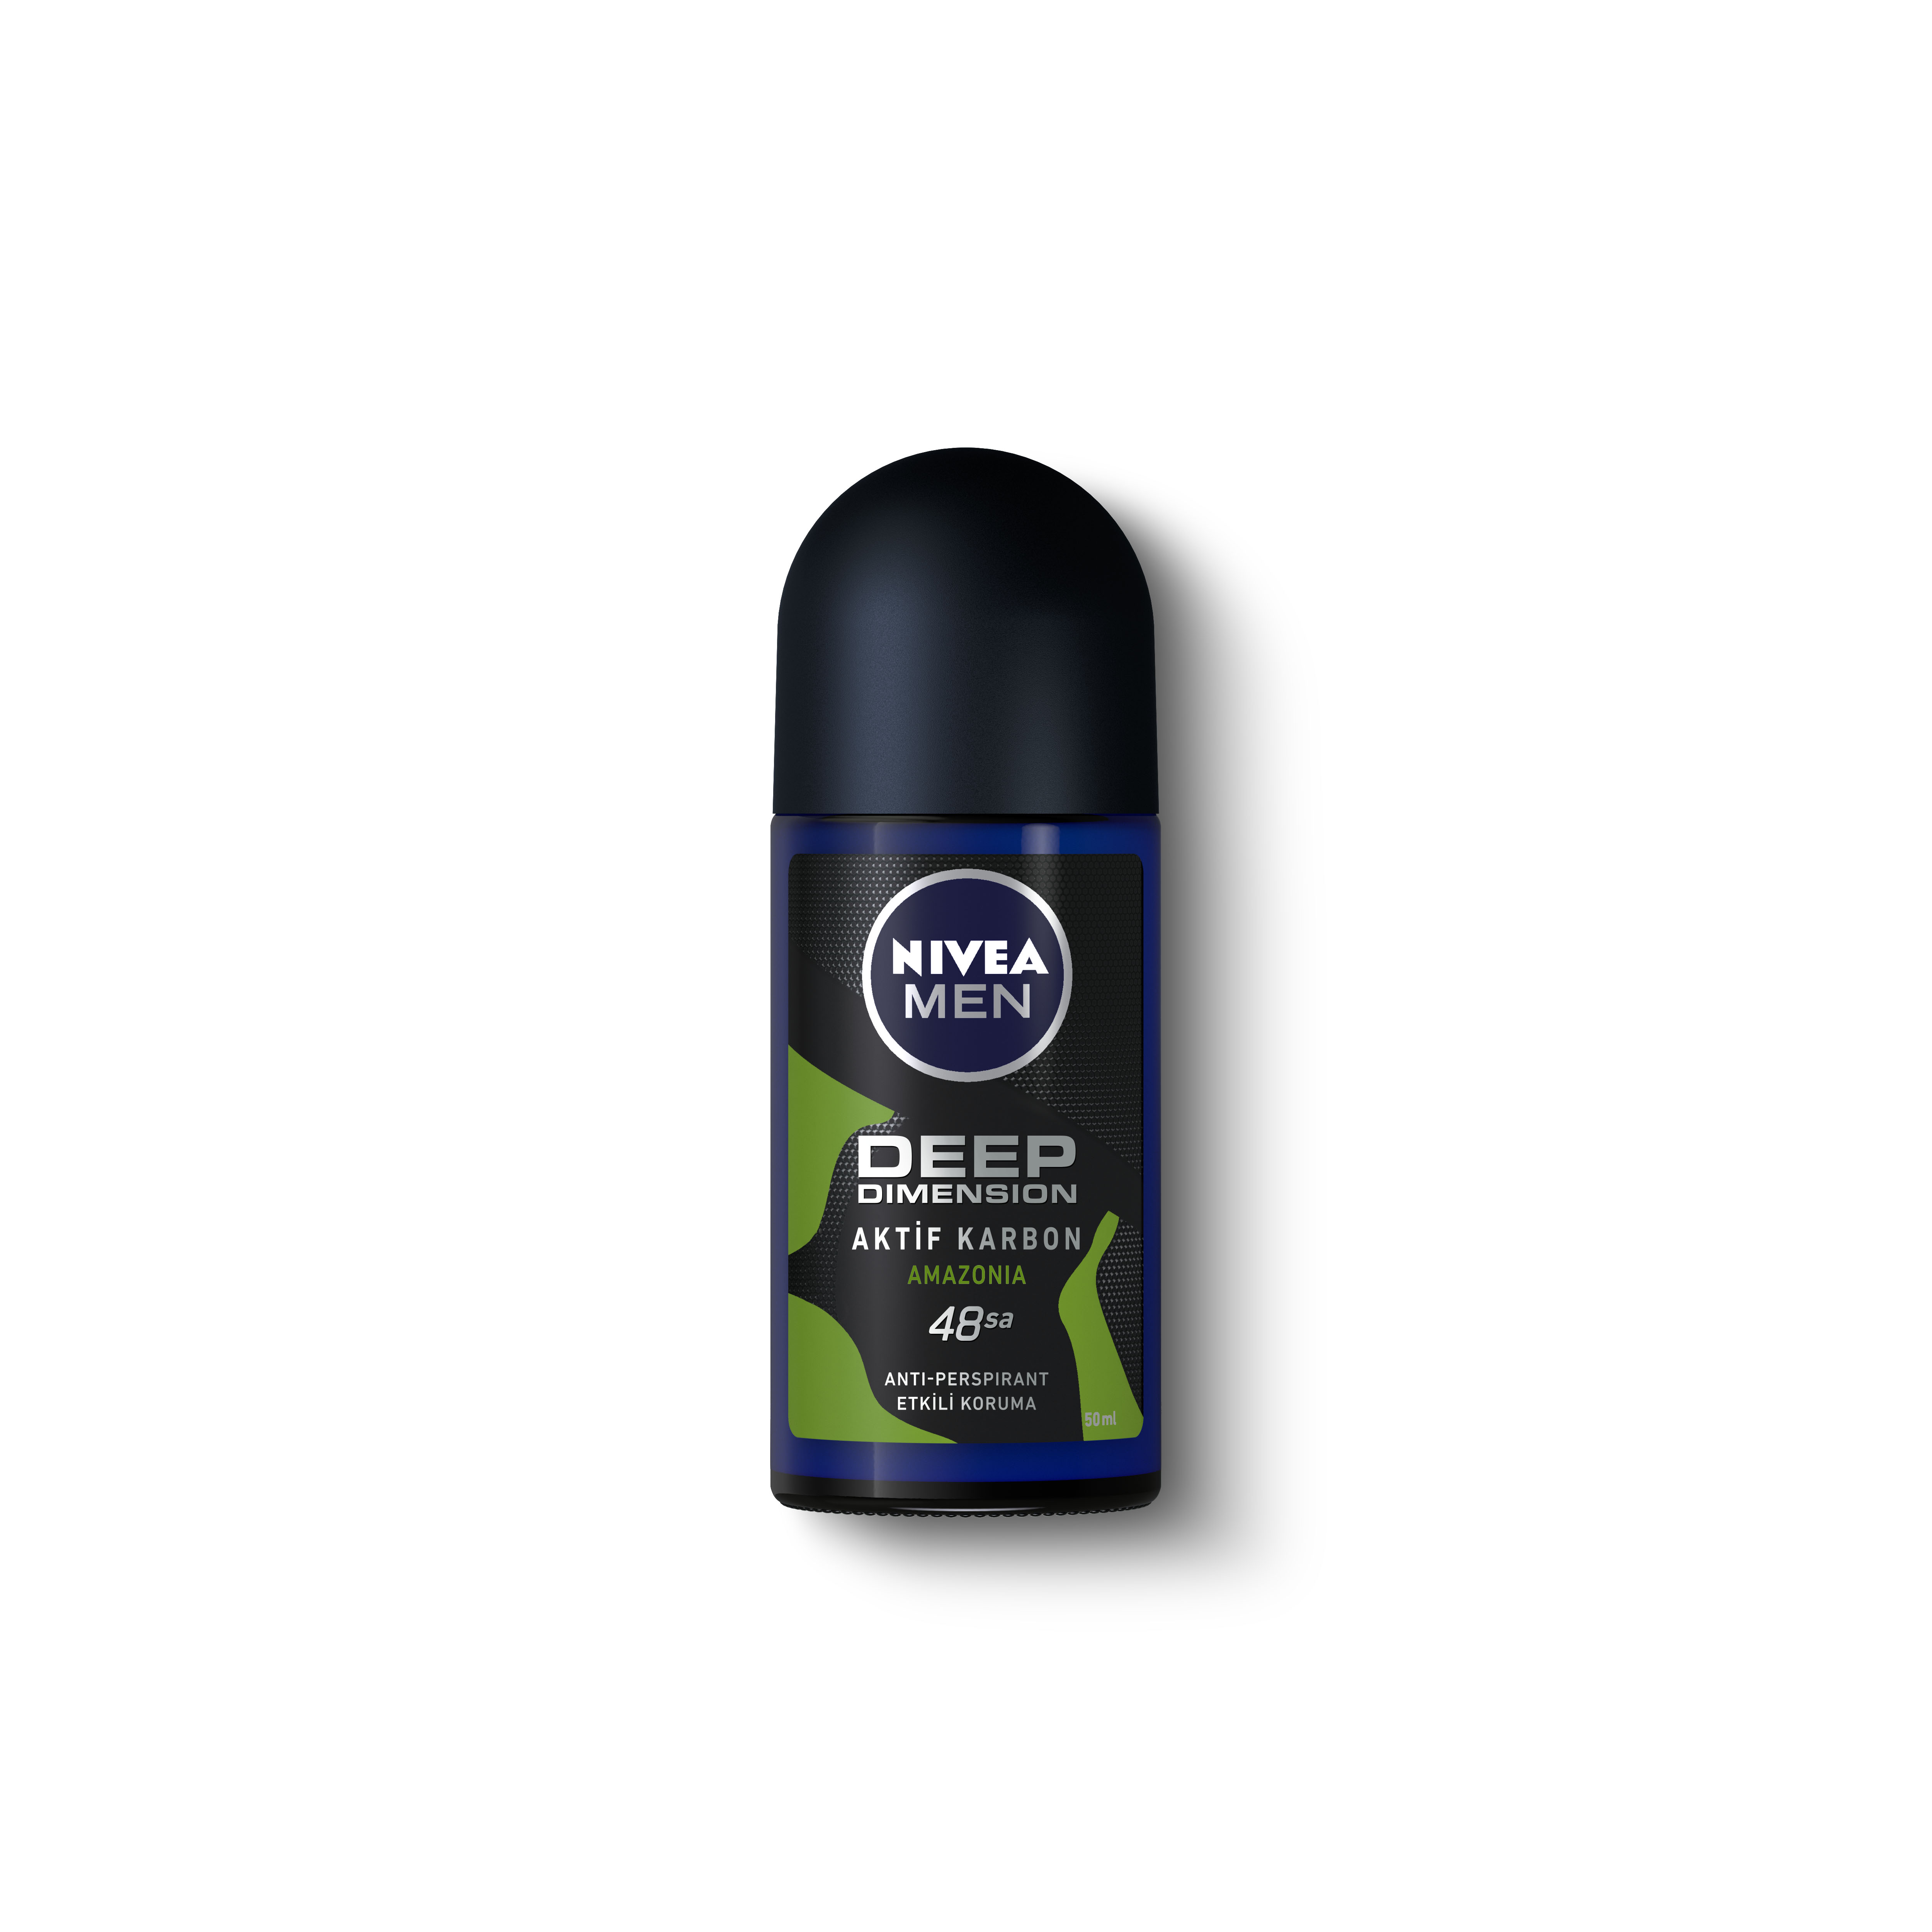 NIVEA
MEN
DEEP
DIMENSION
AKTİF KARBON
AMAZONIA
48sa
ANTI-PERSPIRANT
ETKİLİ KORUMA
50ml